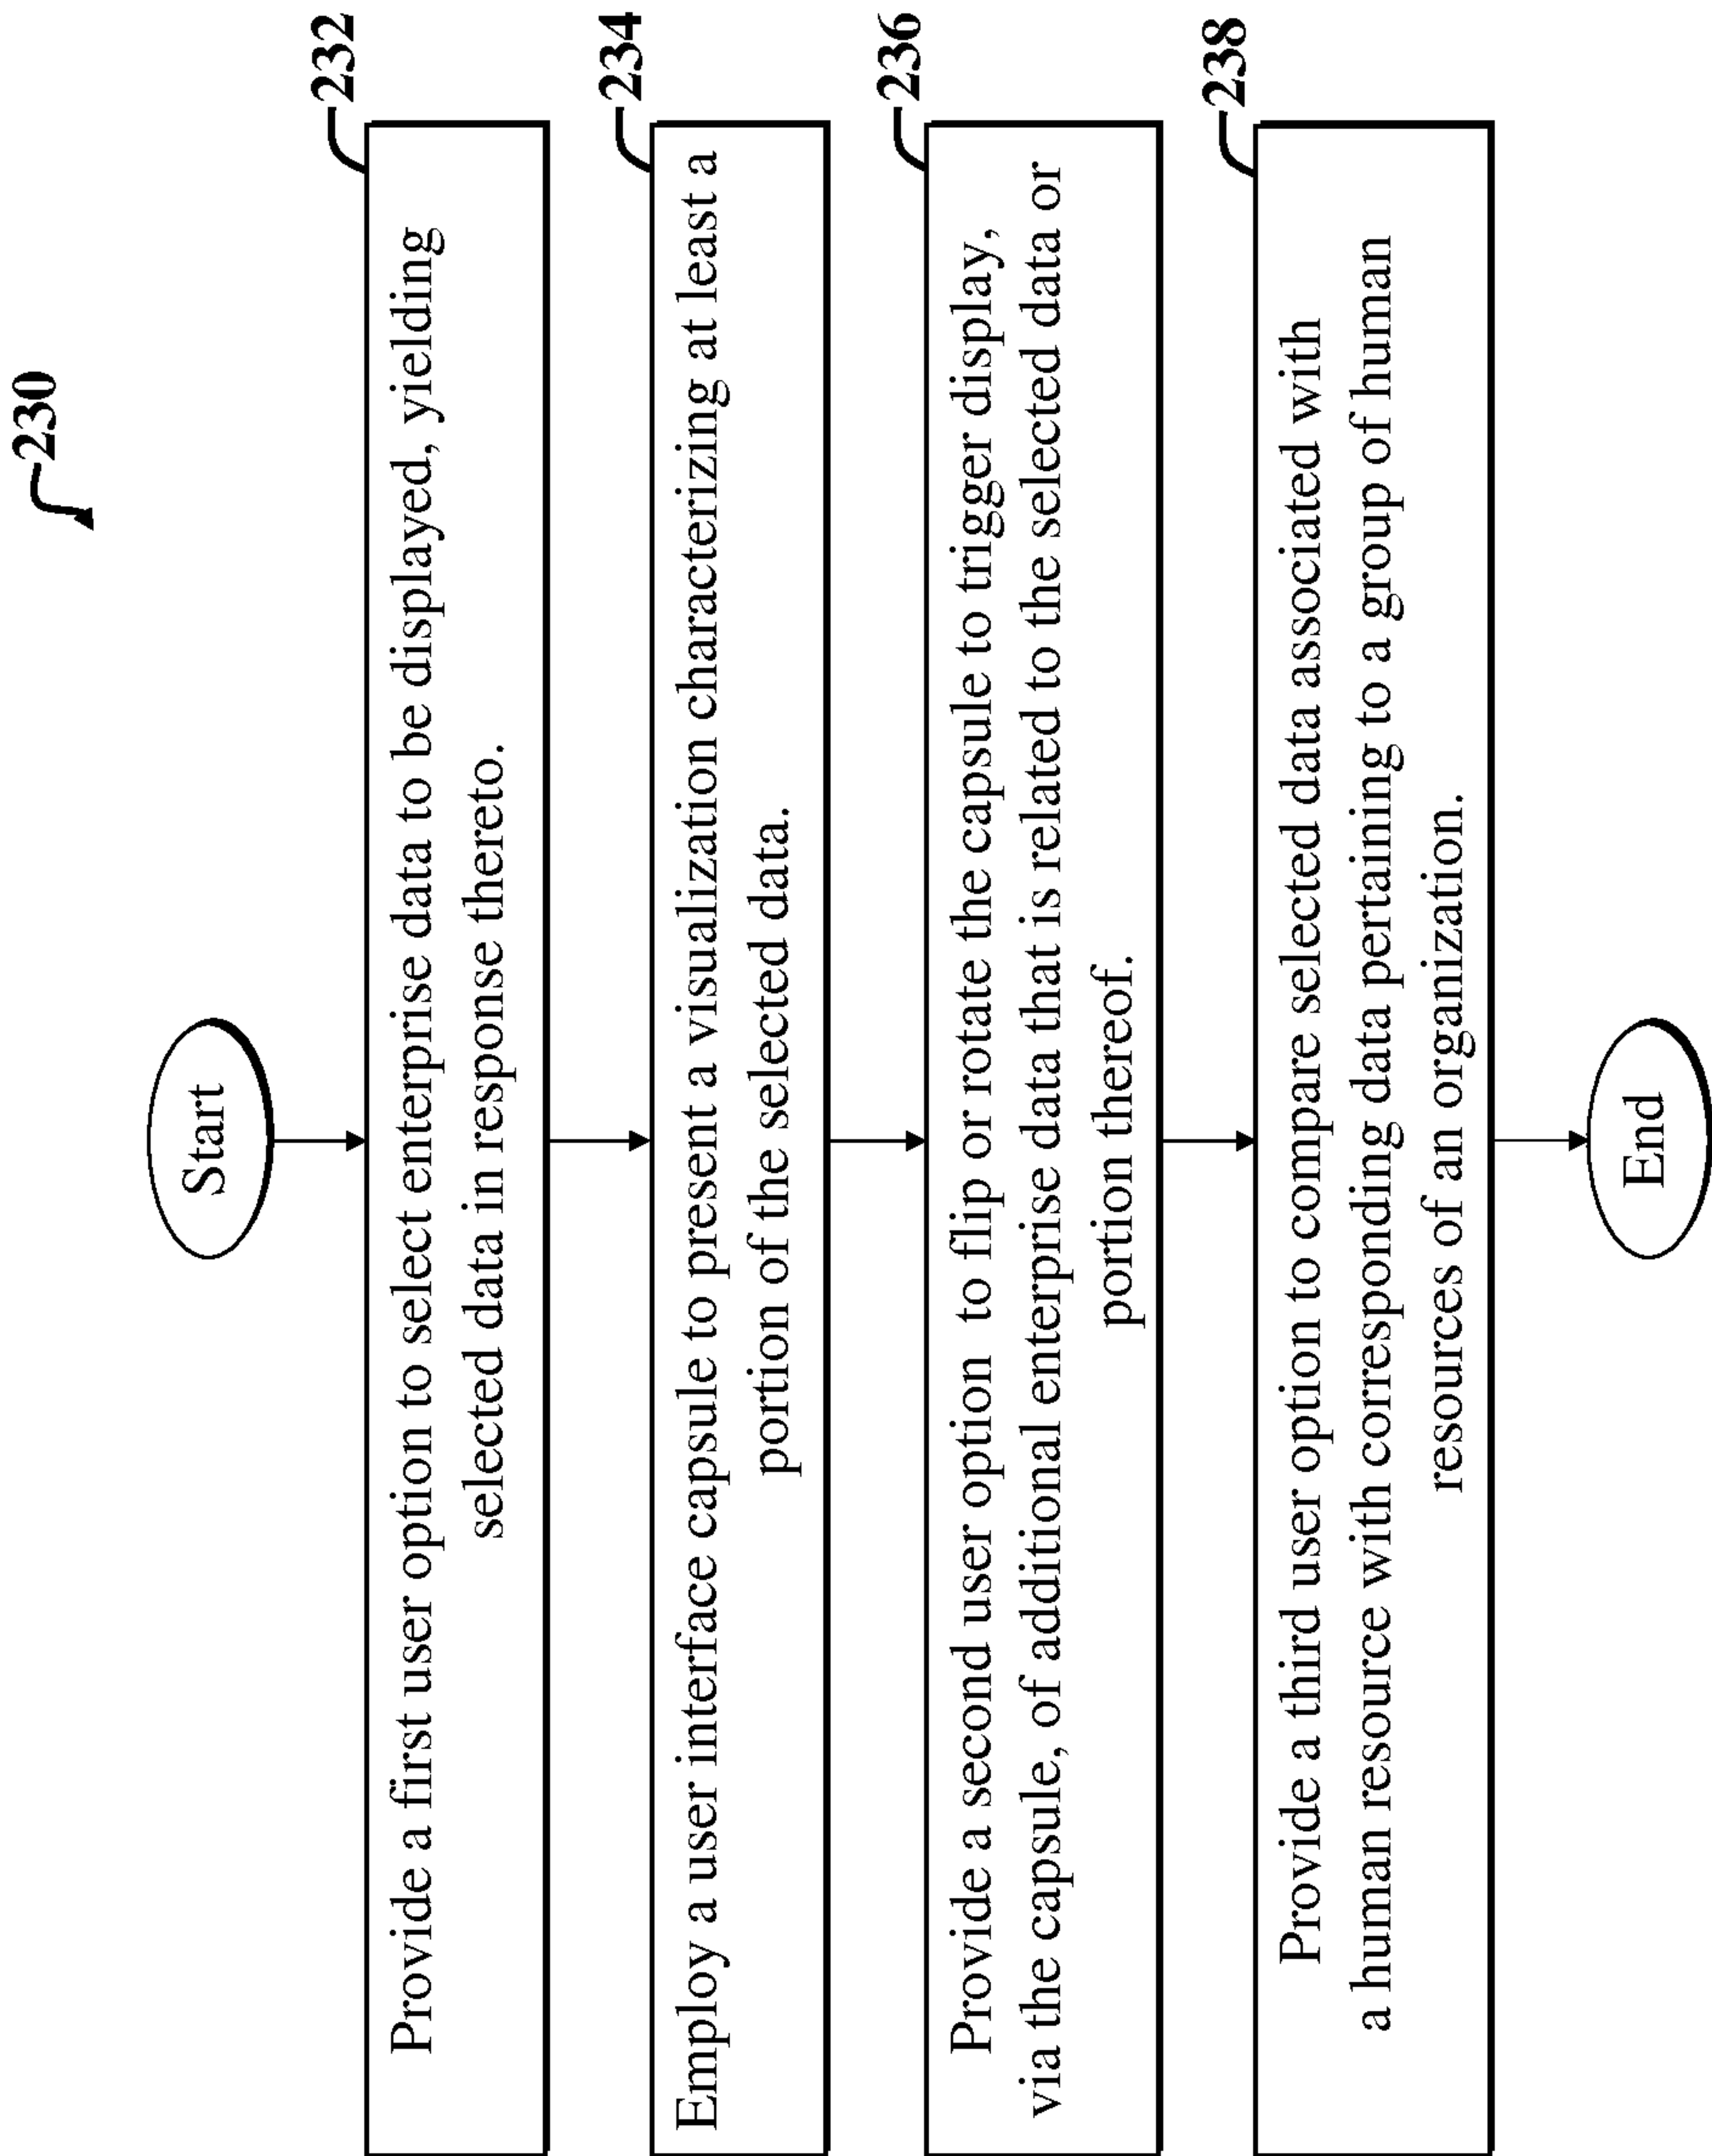 230
Start
232
Provide a first user option to select enterprise data to be displayed, yielding
selected data in response thereto.
234
Employ a user interface capsule to present a visualization characterizing at least a
portion of the selected data.
236
Provide a second user option to flip or rotate the capsule to trigger display,
via the capsule, of additional enterprise data that is related to the selected data or
portion thereof.
238
Provide a third user option to compare selected data associated with
a human resource with corresponding data pertaining to a group of human
resources of an organization.
End